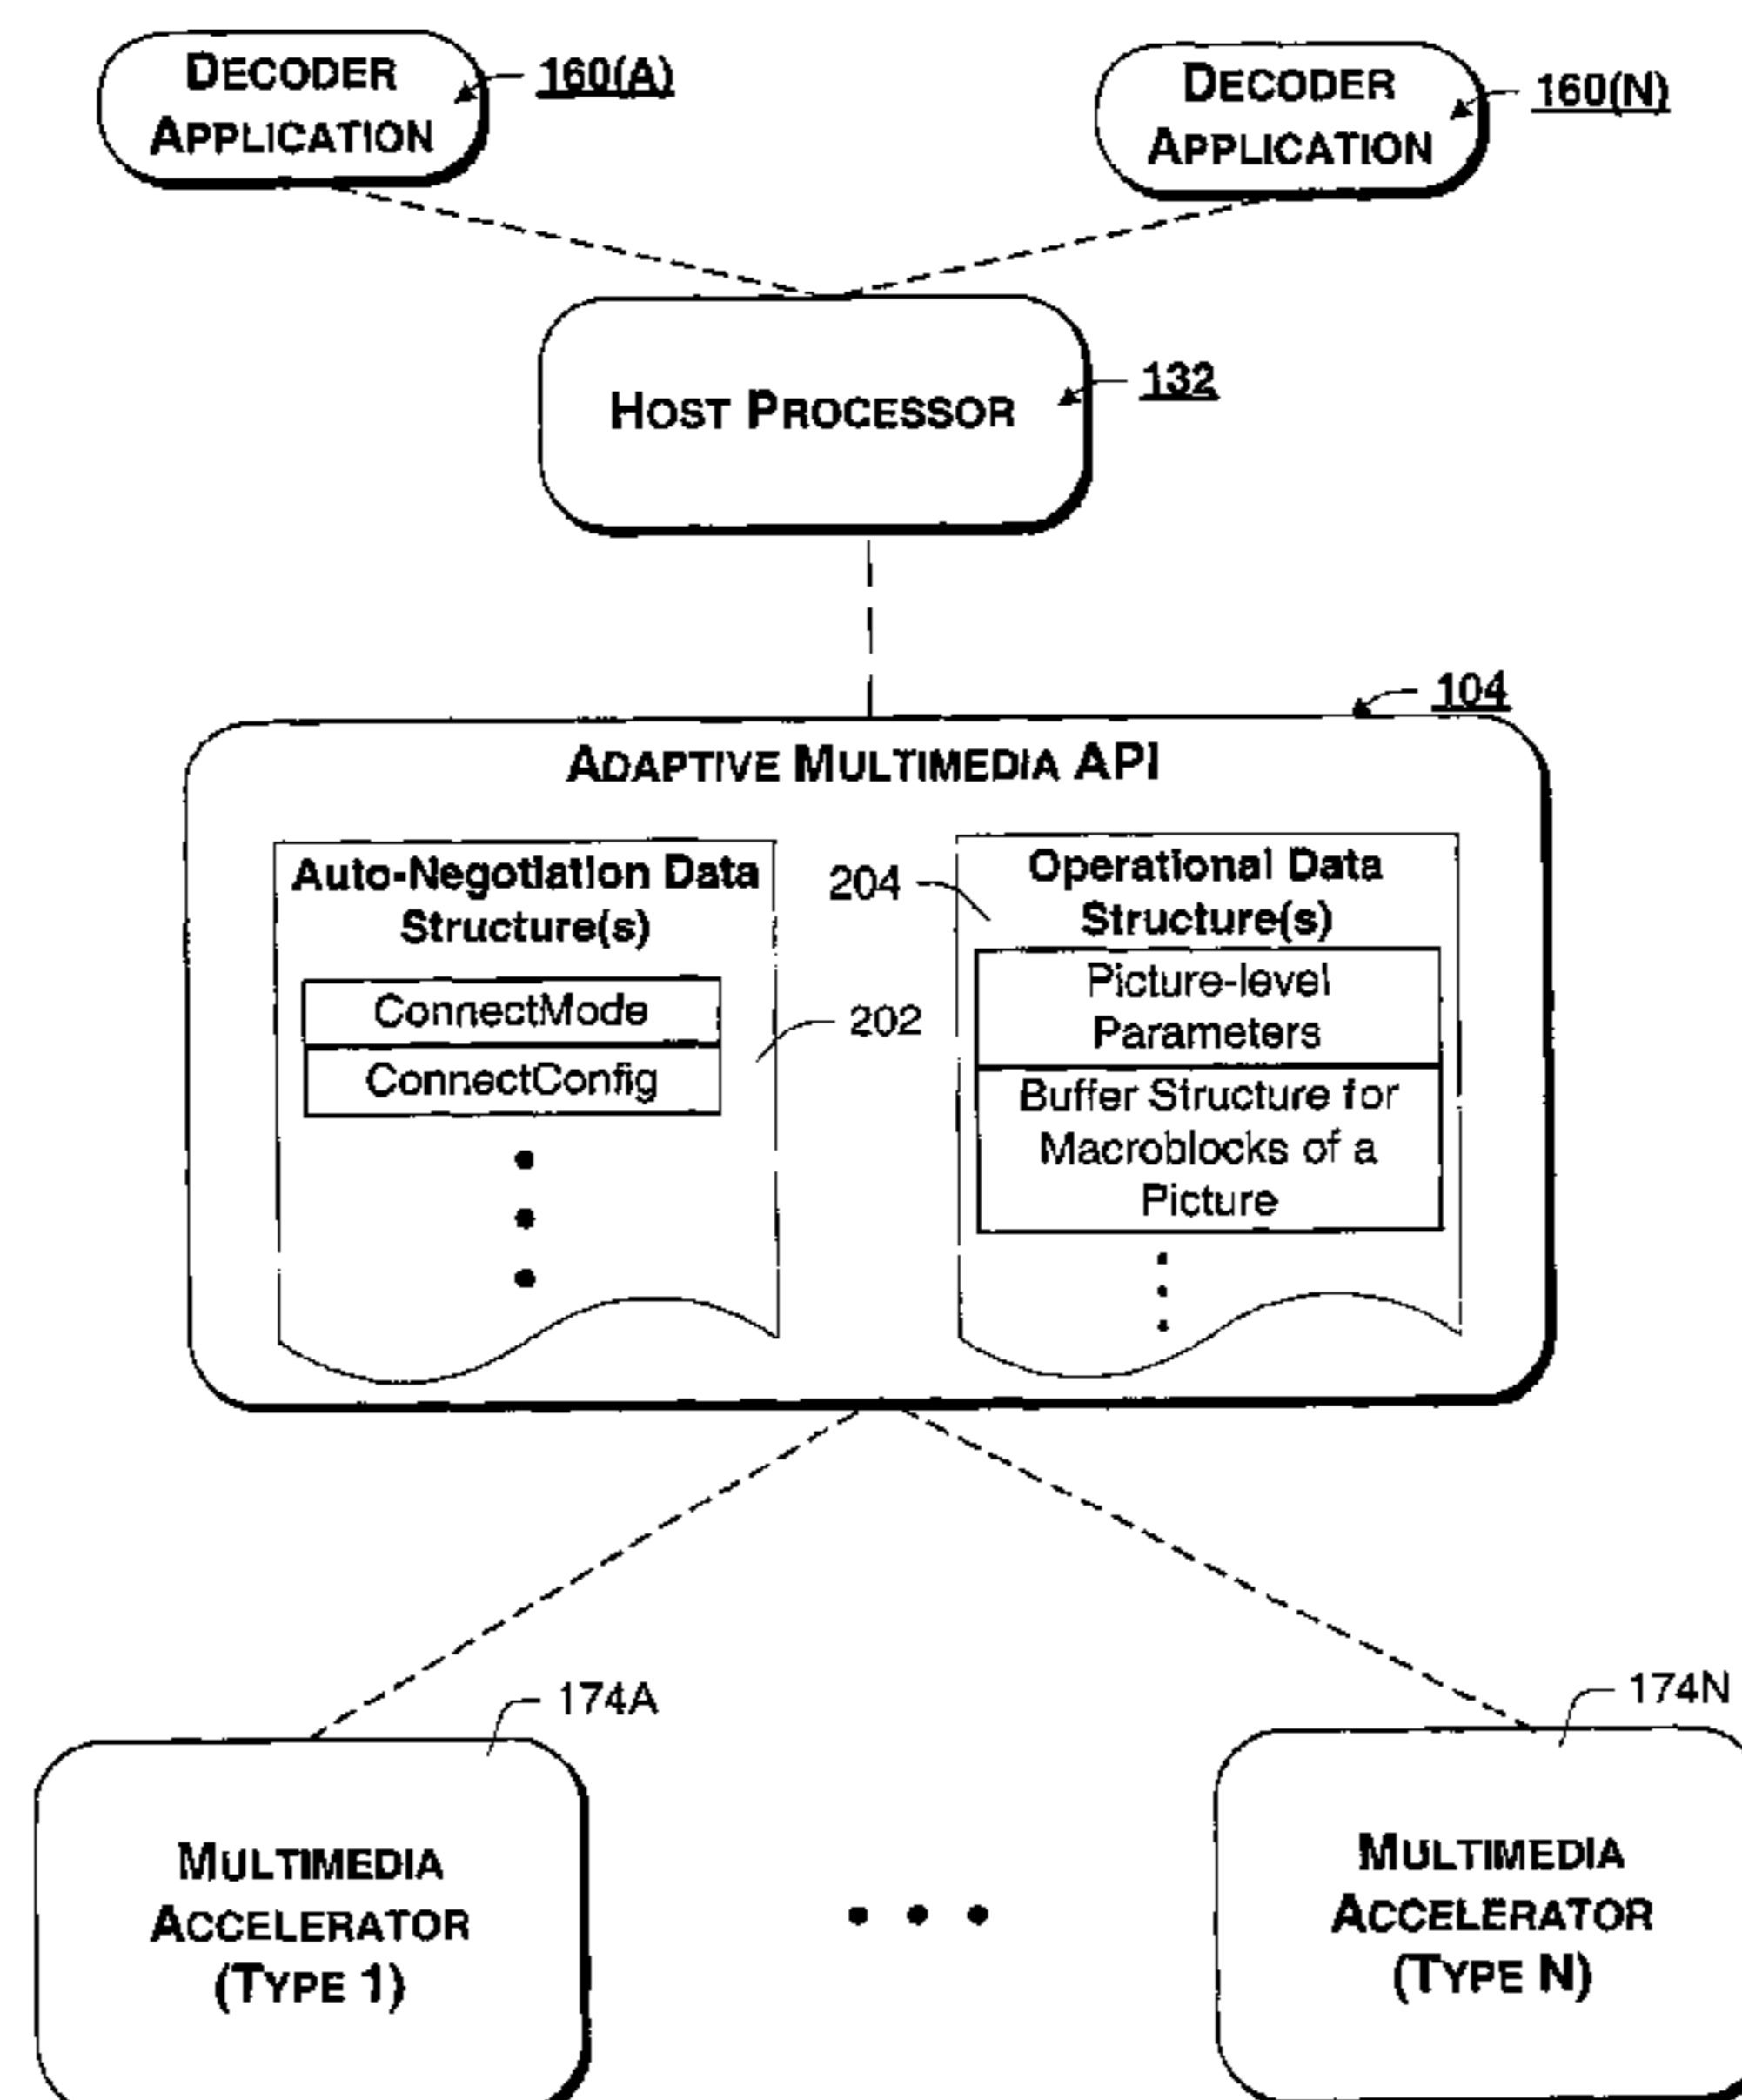 DECODER
APPLICATION
160(A)
DECODER
APPLICATION
160(N)
HOST PROCESSOR
132
104
ADAPTIVE MULTIMEDIA API
Auto-Negotiation Data
Structure(s)
ConnectMode
ConnectConfig
202
204
Operational Data
Structure(s)
Picture-level
Parameters
Buffer Structure for
Macroblocks of a
Picture
174A
MULTIMEDIA
ACCELERATOR
(TYPE 1)
174N
MULTIMEDIA
ACCELERATOR
(TYPE N)